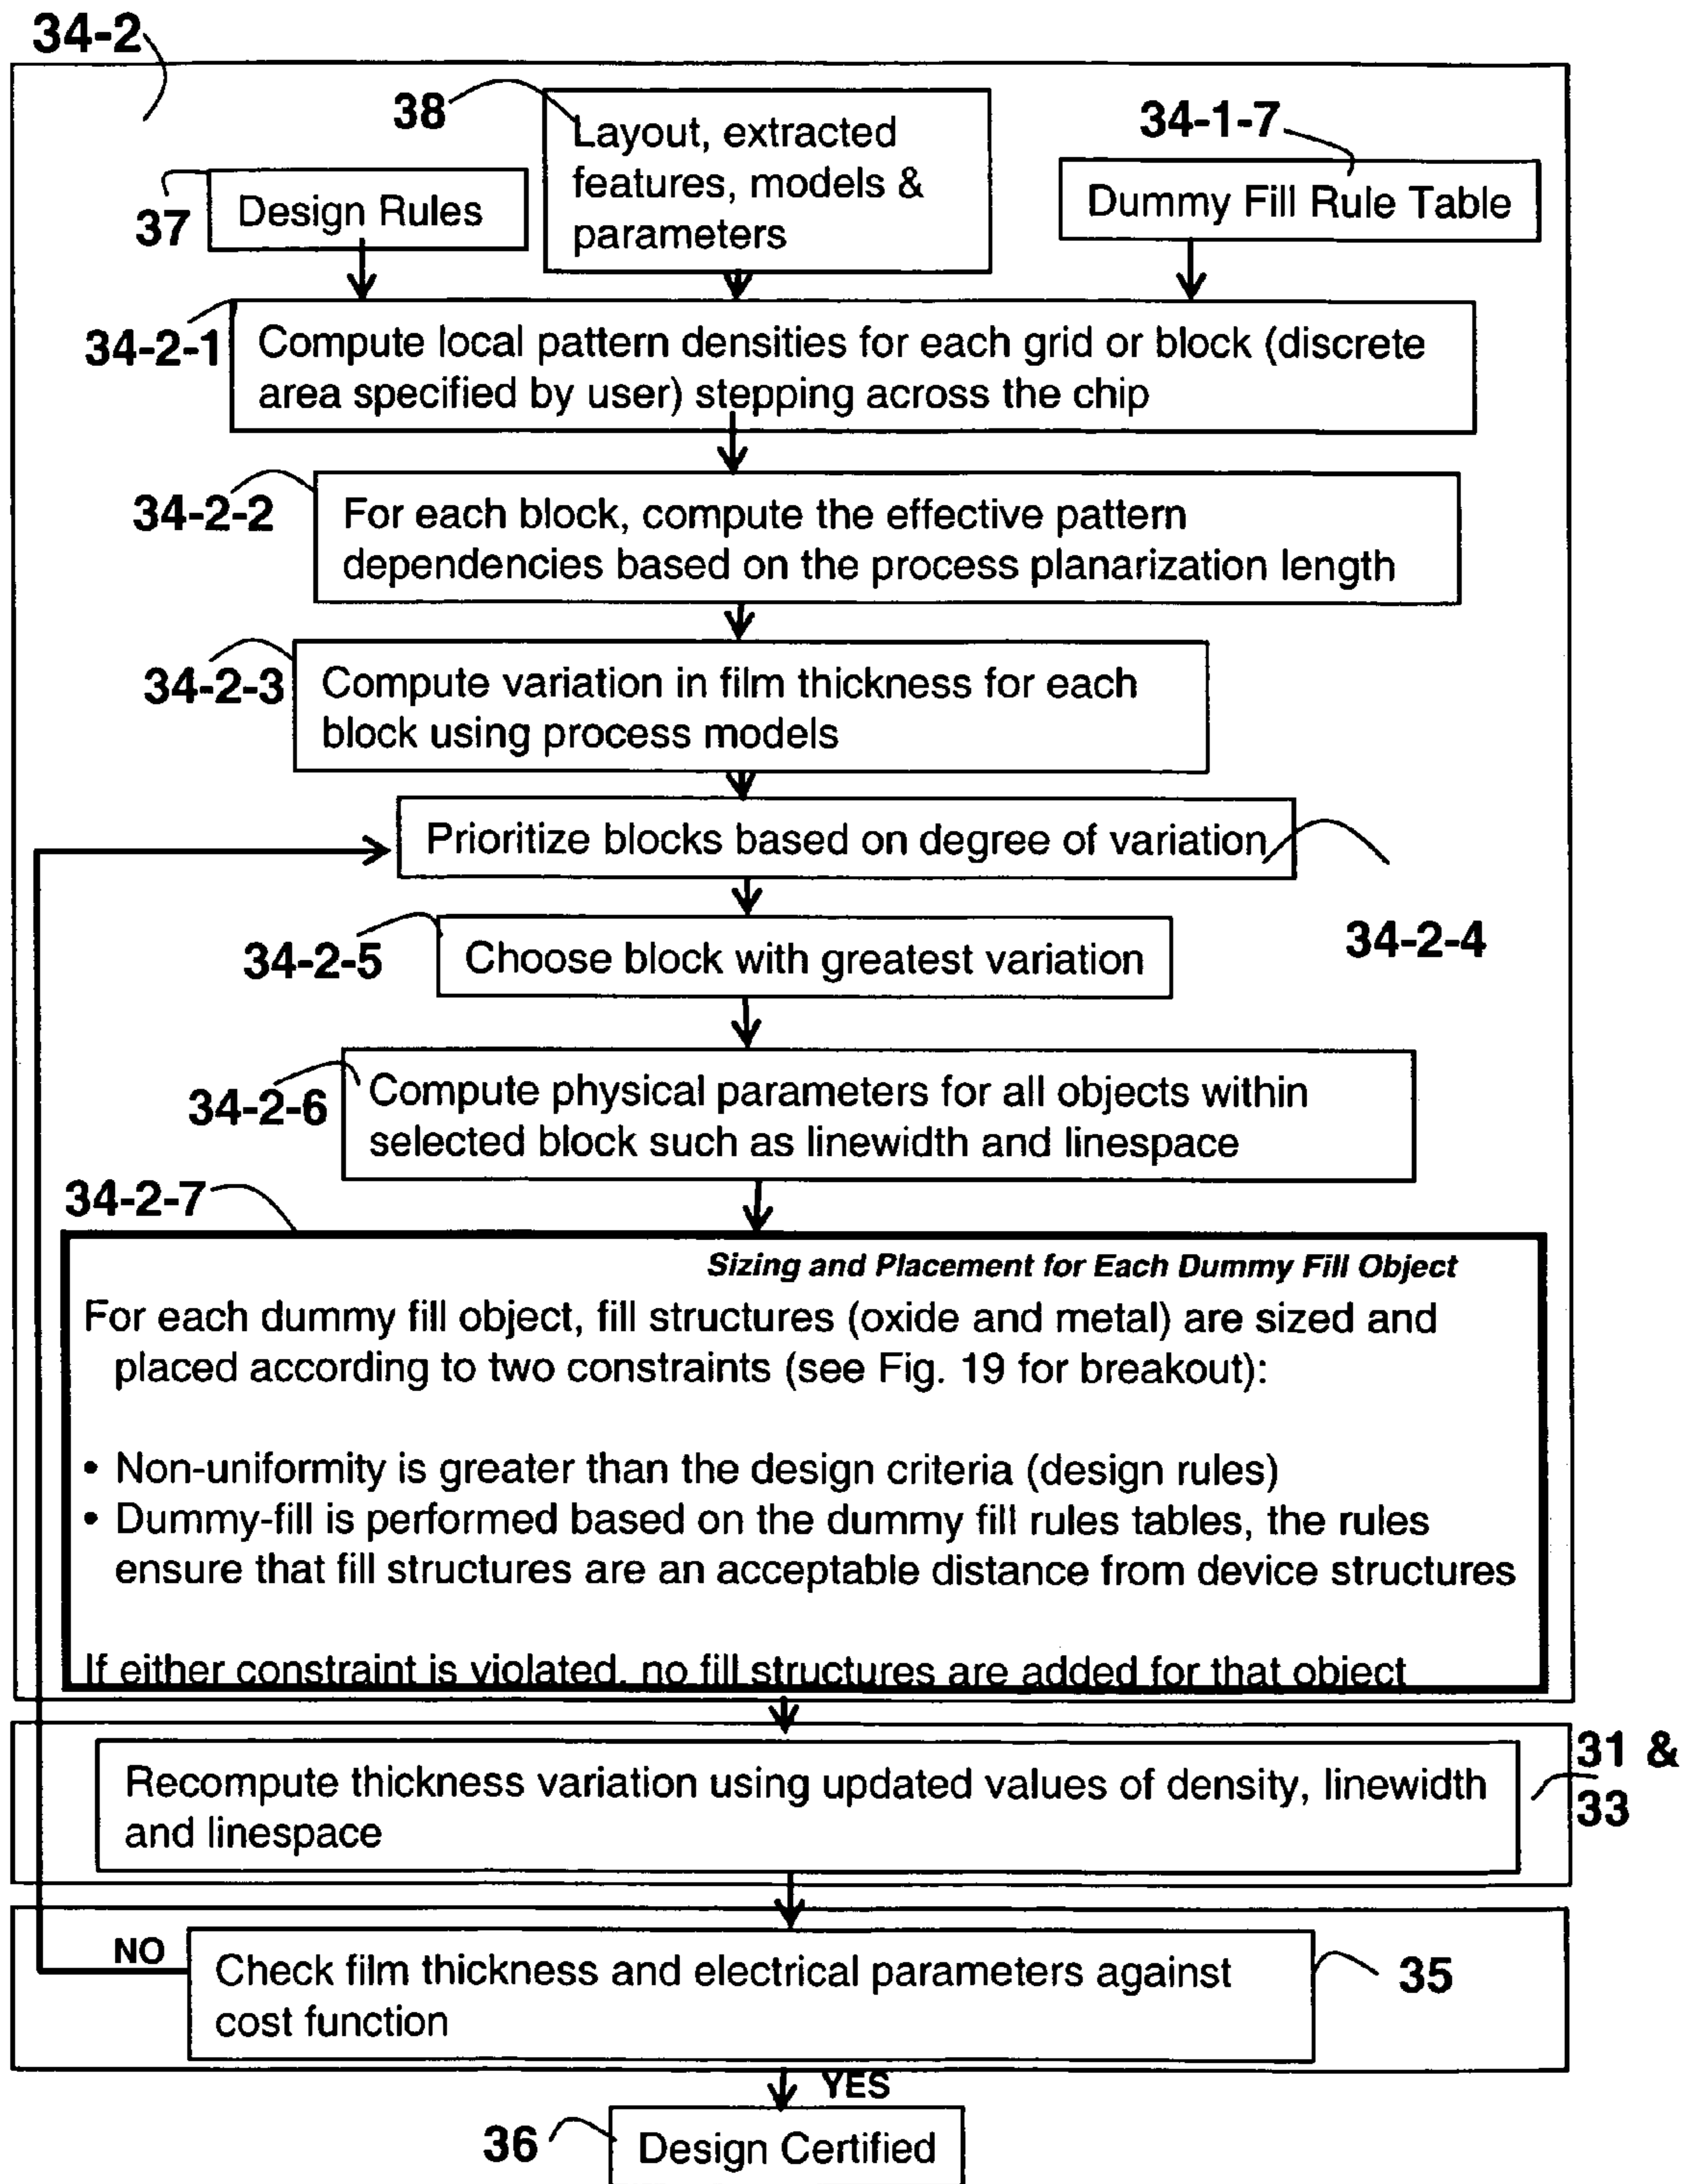 34-2
38
Layout, extracted
features, models &
parameters
34-1-7
Dummy Fill Rule Table
37
Design Rules
34-2-1
Compute local pattern densities for each grid or block (discrete
area specified by user) stepping across the chip
34-2-2
For each block, compute the effective pattern
dependencies based on the process planarization length
34-2-3
Compute variation in film thickness for each
block using process models
Prioritize blocks based on degree of variation
34-2-4
34-2-5
Choose block with greatest variation
34-2-6
Compute physical parameters for all objects within
selected block such as linewidth and linespace
34-2-7
Sizing and Placement for Each Dummy Fill Object
For each dummy fill object, fill structures (oxide and metal) are sized and
placed according to two constraints (see Fig. 19 for breakout):
• Non-uniformity is greater than the design criteria (design rules)
• Dummy-fill is performed based on the dummy fill rules tables, the rules
ensure that fill structures are an acceptable distance from device structures
If either constraint is violated, no fill structures are added for that object
31 &
33
Recompute thickness variation using updated values of density, linewidth
and linespace
NO
Check film thickness and electrical parameters against
cost function
35
YES
36
Design Certified